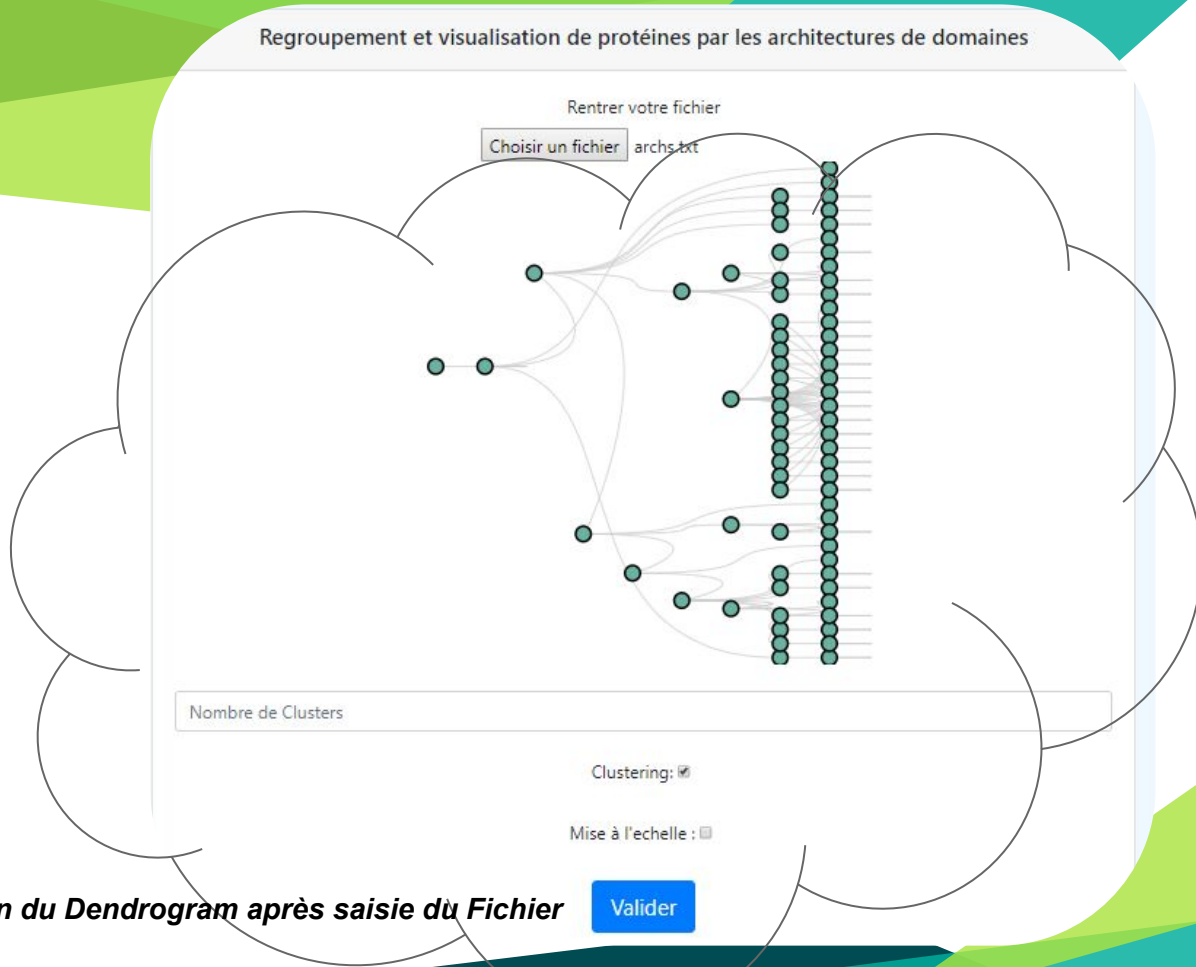 Regroupement et visualisation de protéines par les architectures de domaines
Rentrer votre fichier
Choisir un fichier archs.txt
Nombre de Clusters
Clustering:
Mise à l'echelle :
n du Dendrogram après saisie du Fichier
Valider